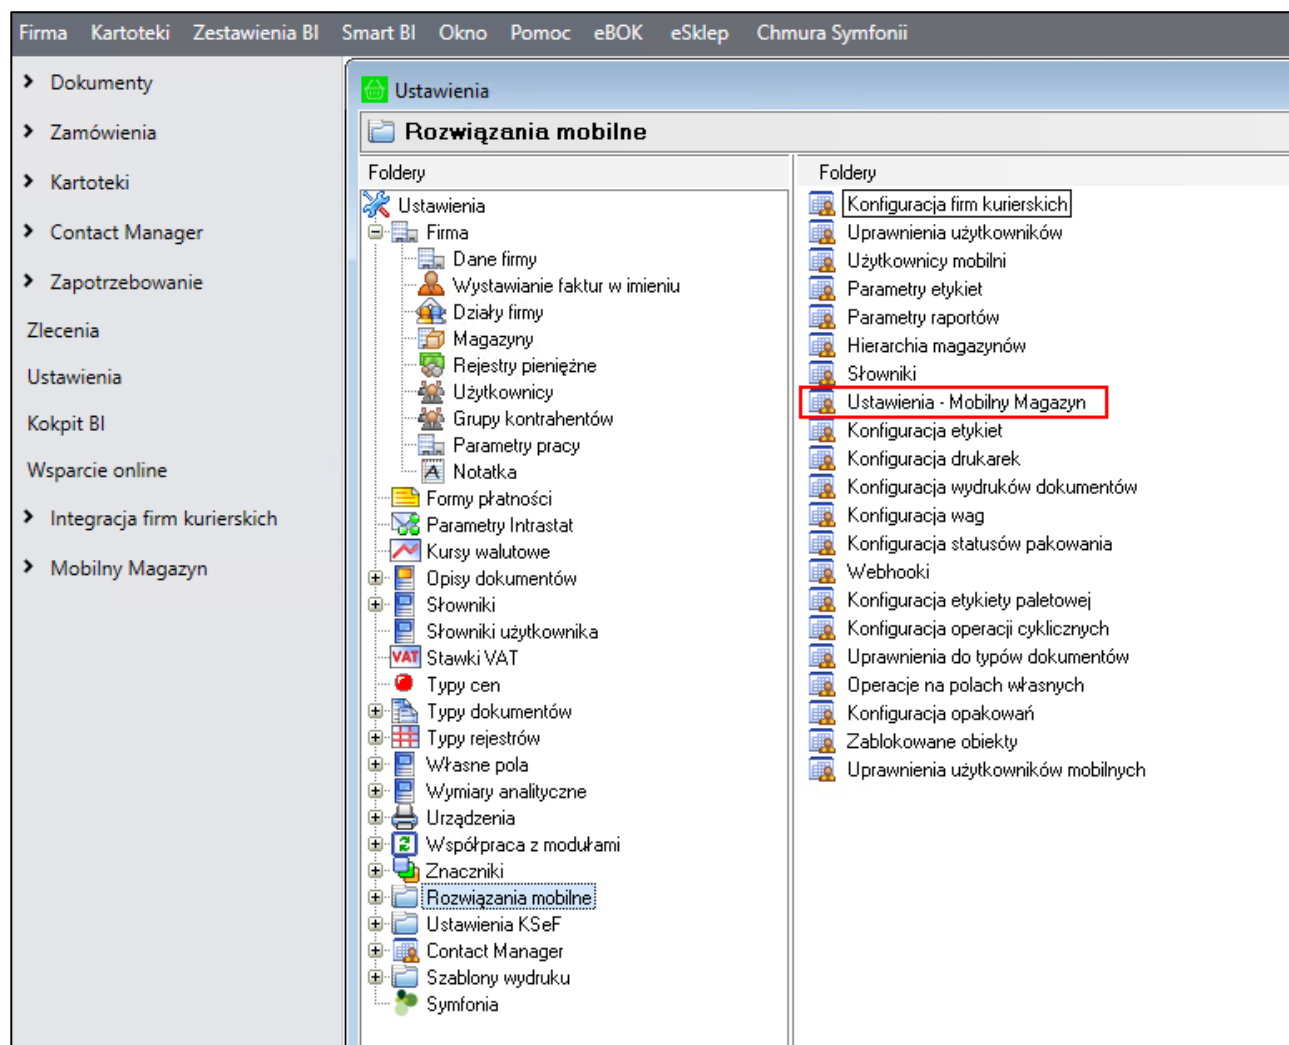 Firma Kartoteki Zestawienia BI Smart BI Okno Pomoc eBOK eSklep Chmura Symfonii
Dokumenty
Zamówienia
Kartoteki
Contact Manager
Zapotrzebowanie
Zlecenia
Ustawienia
Kokpit BI
Wsparcie online
Integracja firm kurierskich
Mobilny Magazyn
Ustawienia
Rozwiązania mobilne
Foldery
Ustawienia
Firma
Dane firmy
Wystawianie faktur w imieniu
Działy firmy
Magazyny
Rejestry pieniężne
Użytkownicy
Grupy kontrahentów
Parametry pracy
Notatka
Formy płatności
Parametry Intrastat
Kursy walutowe
Opisy dokumentów
Słowniki
Słowniki użytkownika
VAT Stawki VAT
Typy cen
Typy dokumentów
Typy rejestrów
Własne pola
Wymiary analityczne
Urządzenia
Współpraca z modułami
Znaczniki
Rozwiązania mobilne
Ustawienia KSeF
Contact Manager
Szablony wydruku
Symfonia
Foldery
Konfiguracja firm kurierskich
Uprawnienia użytkowników
Użytkownicy mobilni
Parametry etykiet
Parametry raportów
Hierarchia magazynów
Słowniki
Ustawienia - Mobilny Magazyn
Konfiguracja etykiet
Konfiguracja drukarek
Konfiguracja wydruków dokumentów
Konfiguracja wag
Konfiguracja statusów pakowania
Webhooki
Konfiguracja etykiety paletowej
Konfiguracja operacji cyklicznych
Uprawnienia do typów dokumentów
Operacje na polach własnych
Konfiguracja opakowań
Zablokowane obiekty
Uprawnienia użytkowników mobilnych